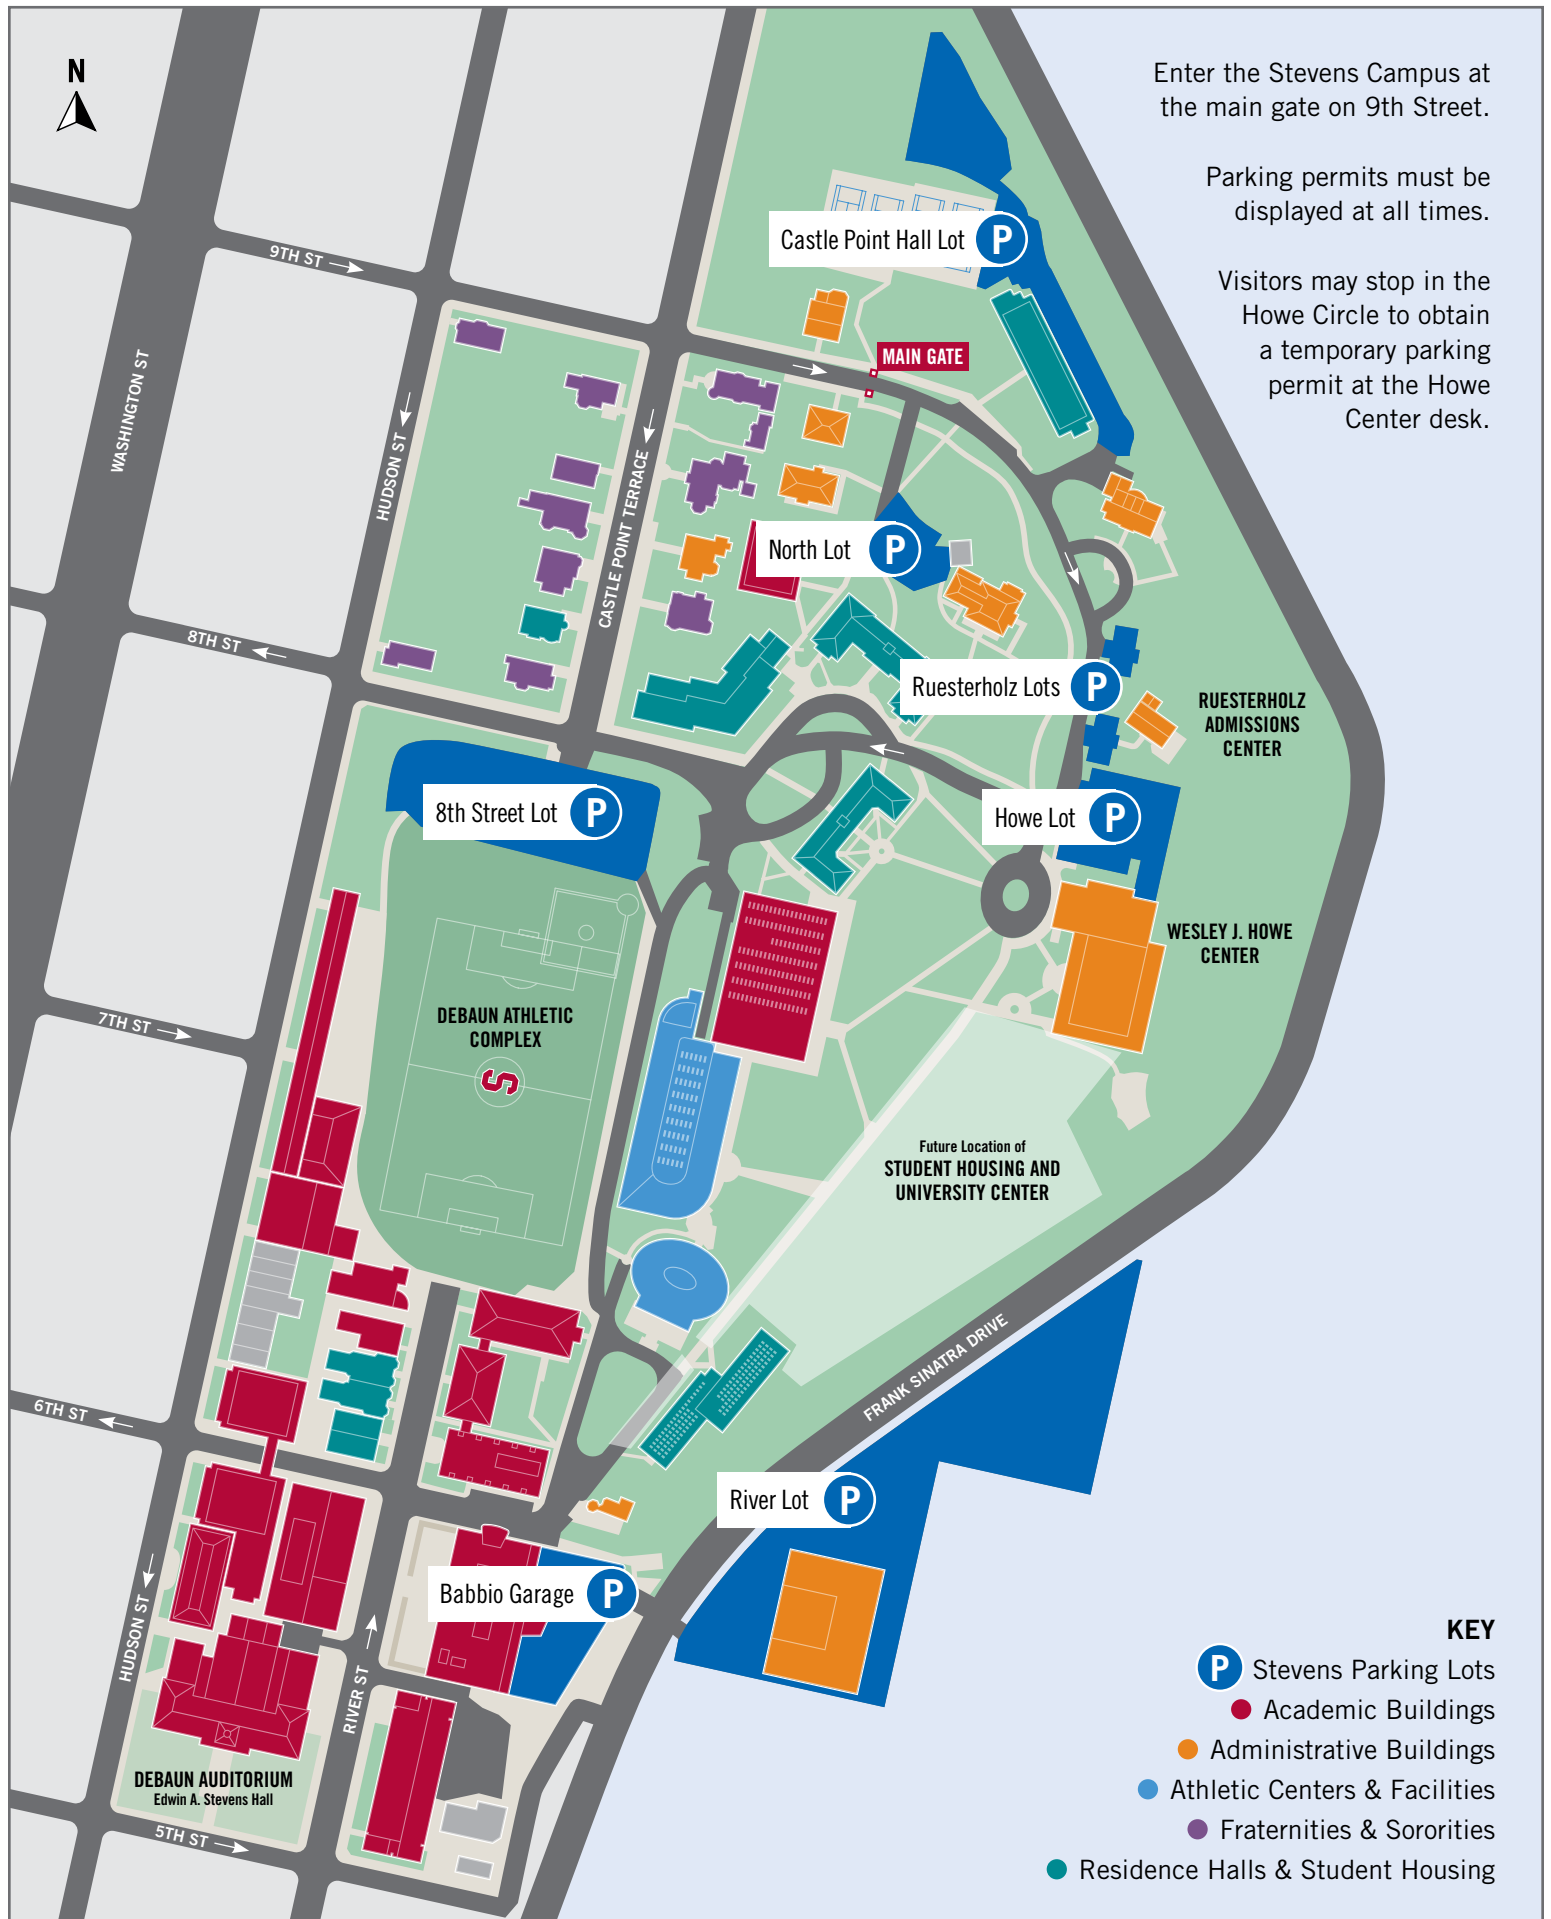 N
Enter the Stevens Campus at
the main gate on 9th Street.
Parking permits must be
displayed at all times.
Visitors may stop in the
Howe Circle to obtain
a temporary parking
permit at the Howe
Center desk.
9TH ST
Castle Point Hall Lot P
MAIN GATE
WASHINGTON ST
HUDSON ST
CASTLE POINT TERRACE
North Lot P
8TH ST
Ruesterholz Lots P
RUESTERHOLZ
ADMISSIONS
CENTER
8th Street Lot P
Howe Lot P
WESLEY J. HOWE
CENTER
7TH ST
DEBAUN ATHLETIC
COMPLEX
S
Future Location of
STUDENT HOUSING AND
UNIVERSITY CENTER
FRANK SINATRA DRIVE
6TH ST
River Lot P
Babbio Garage P
HUDSON ST
RIVER ST
DEBAUN AUDITORIUM
Edwin A. Stevens Hall
5TH ST
KEY
P Stevens Parking Lots
Academic Buildings
Administrative Buildings
Athletic Centers & Facilities
Fraternities & Sororities
Residence Halls & Student Housing